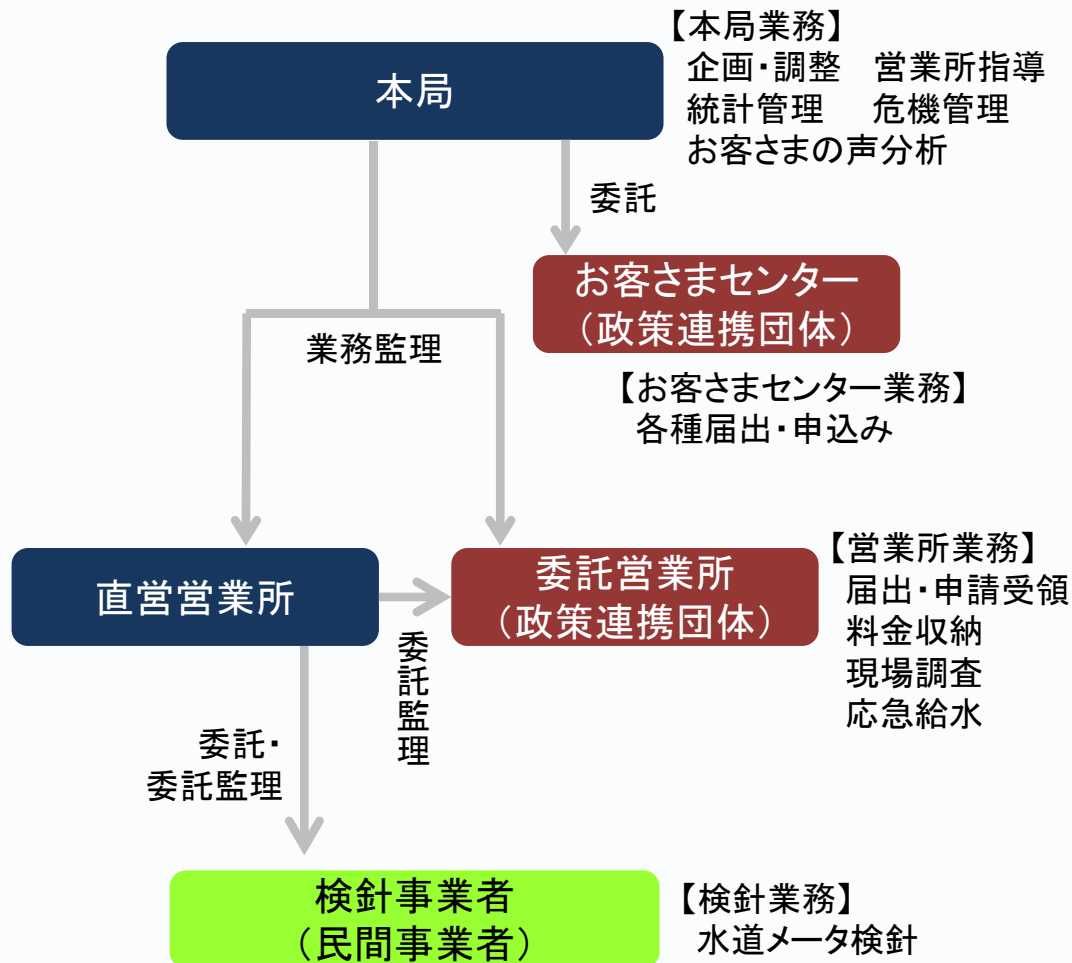 本局
【本局業務】
企画・調整　営業所指導
統計管理　危機管理
お客さまの声分析
委託
お客さまセンター
（政策連携団体）
【お客さまセンター業務】
各種届出・申込み
業務監理
直営営業所
委託営業所
（政策連携団体）
【営業所業務】
届出・申請受領
料金収納
現場調査
応急給水
委託監理
委託・
委託監理
検針事業者
（民間事業者）
【検針業務】
水道メータ検針